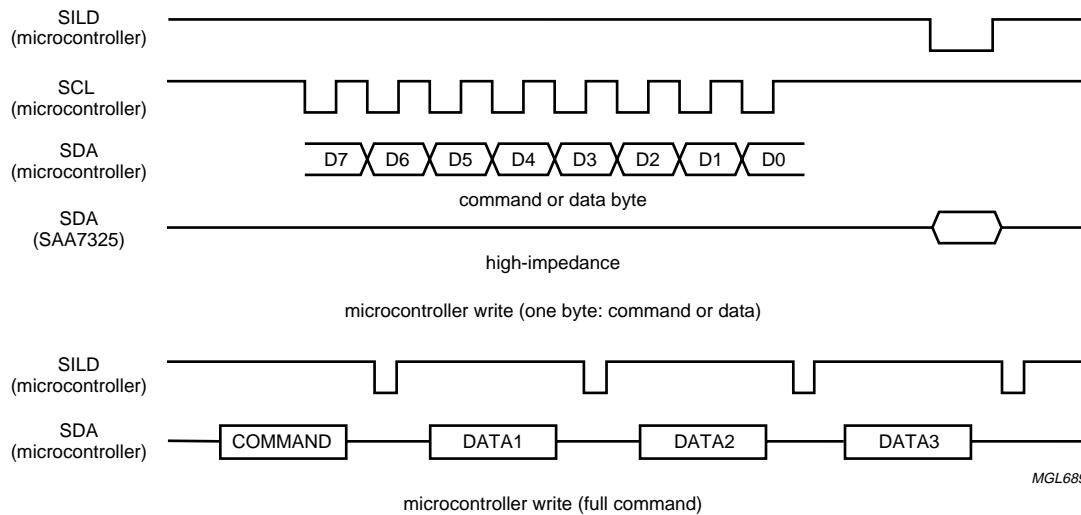 SILD
(microcontroller)
SCL
(microcontroller)
SDA
(microcontroller)
D7 D6 D5 D4 D3 D2 D1 D0
command or data byte
SDA
(SAA7325)
high-impedance
microcontroller write (one byte: command or data)
SILD
(microcontroller)
SDA
(microcontroller)
COMMAND DATA1 DATA2 DATA3
MGL689
microcontroller write (full command)